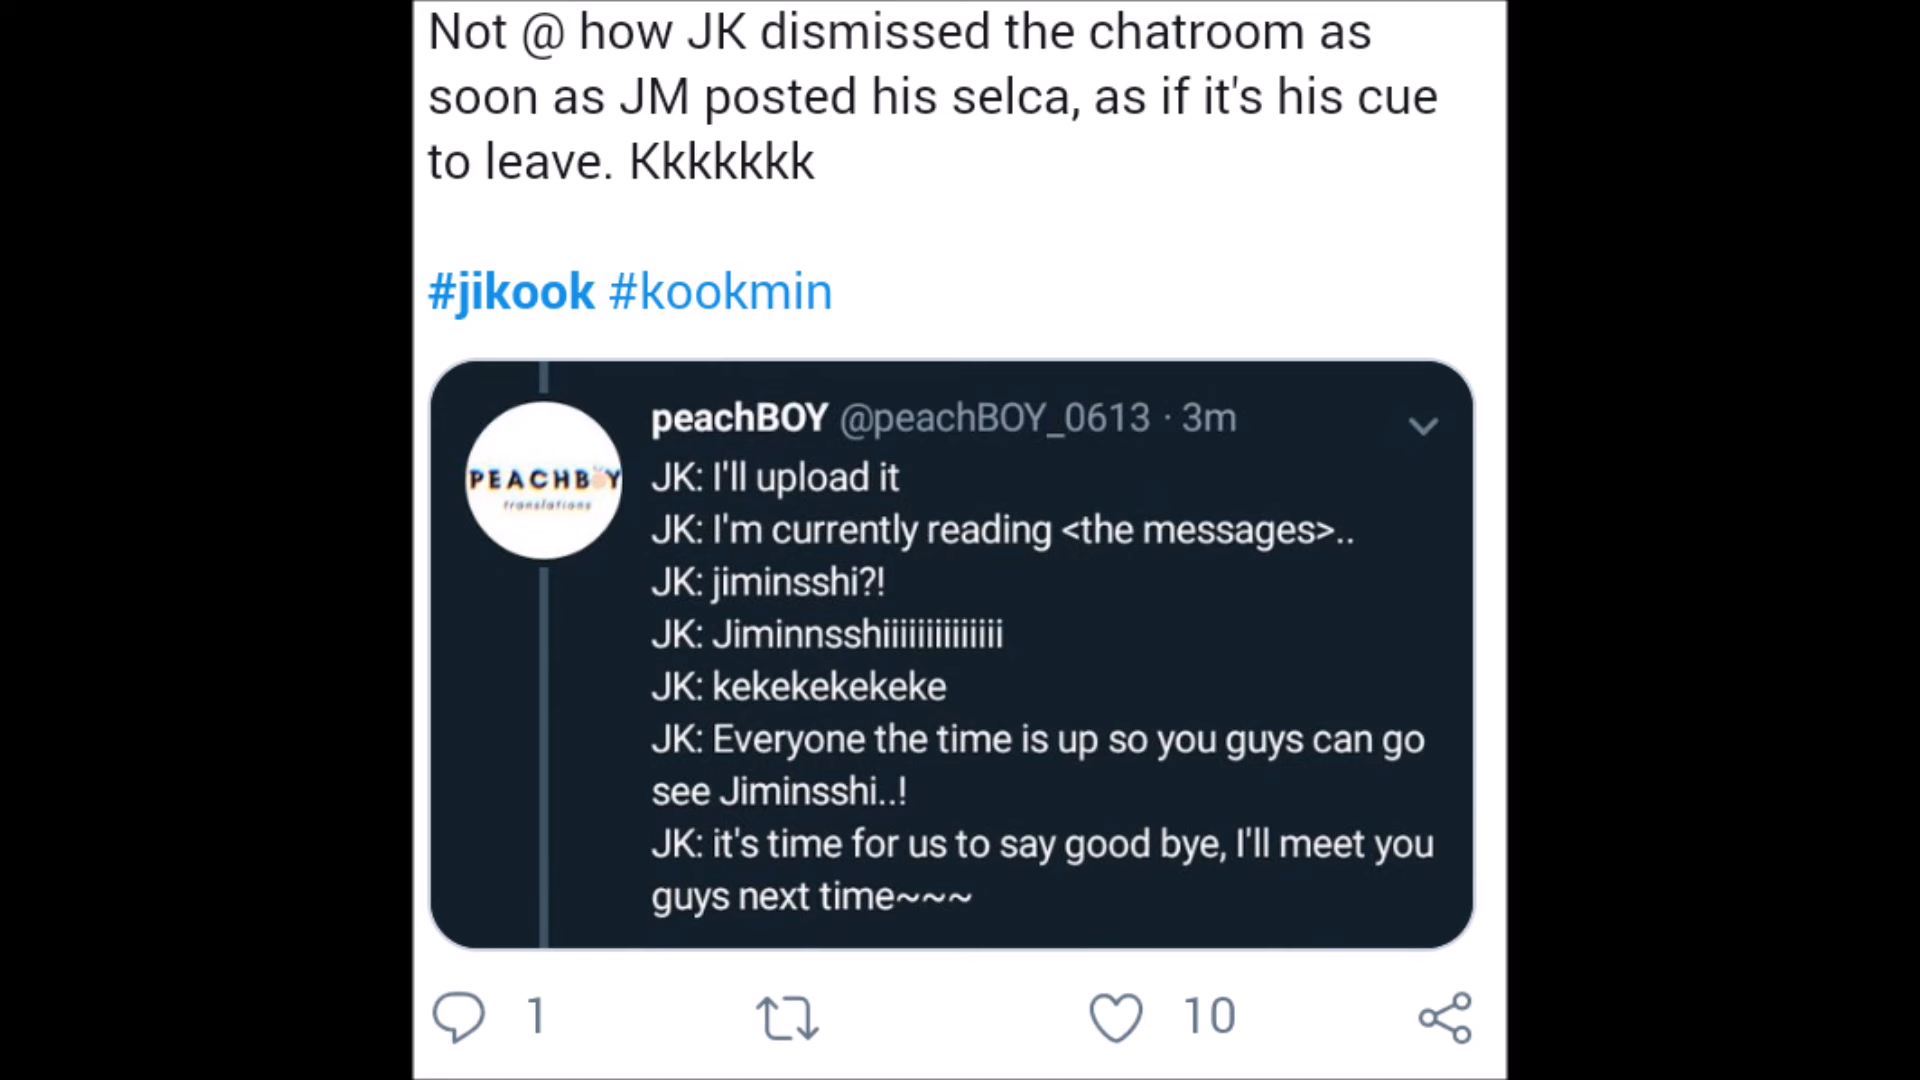 Not @ how JK dismissed the chatroom as
soon as JM posted his selca, as if it's his cue
to leave. Kkkkkkk
#jikook #kookmin
peachBOY @peachBOY_0613 · 3m
PEACHBOY
translations
JK: I'll upload it
JK: I'm currently reading <the messages>..
JK: jiminsshi?!
JK: Jiminnsshiiiiiiiiiiiiii
JK: kekekekekeke
JK: Everyone the time is up so you guys can go
see Jiminsshi..!
JK: it's time for us to say good bye, I'll meet you
guys next time~~~
1
10